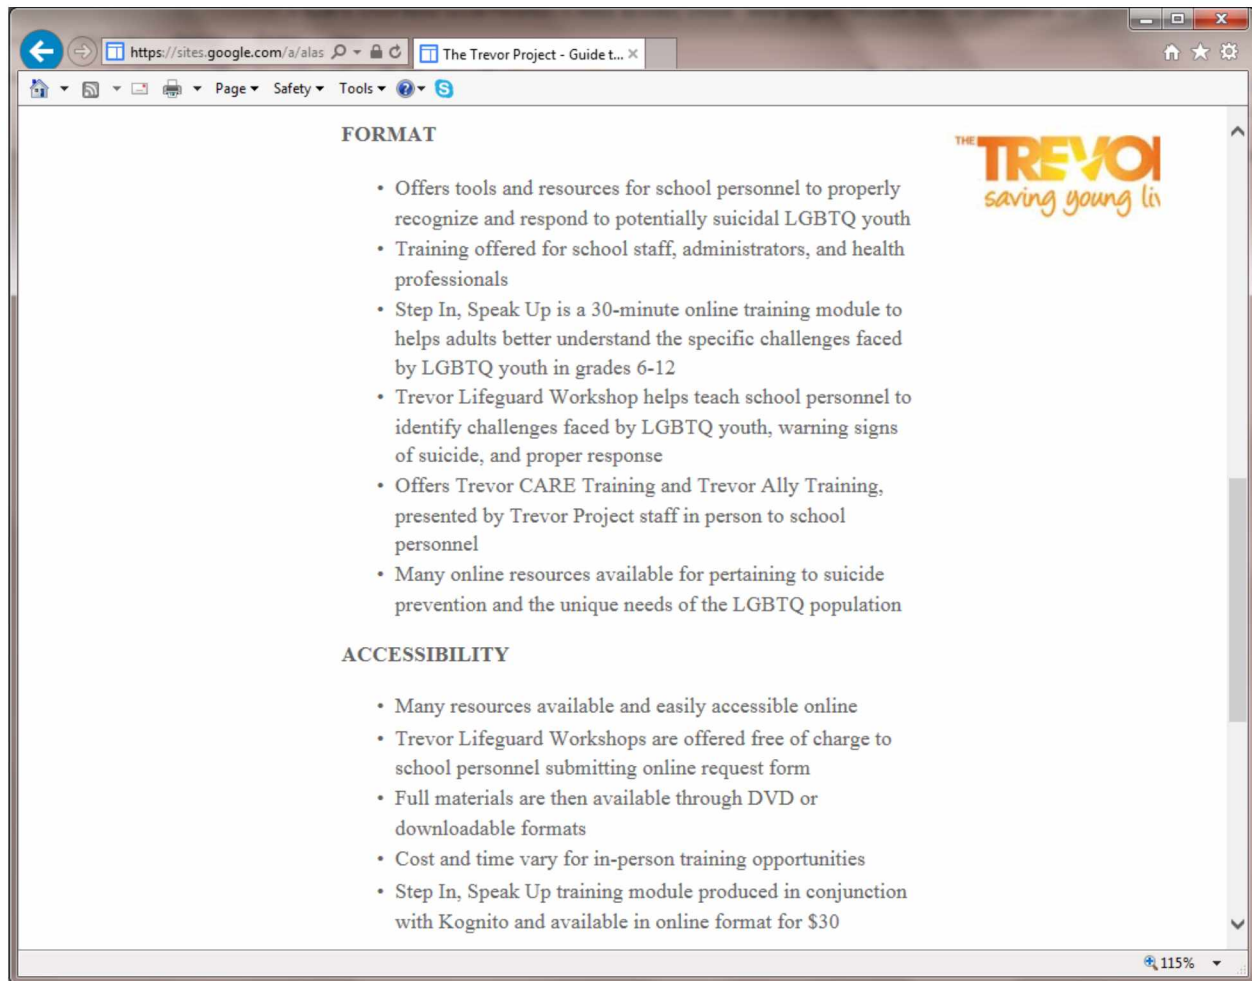 https://sites.google.com/a/alas
The Trevor Project - Guide t...
Page
Safety
Tools
FORMAT
THE
TREVO
saving young
• Offers tools and resources for school personnel to properly
recognize and respond to potentially suicidal LGBTQ youth
• Training offered for school staff, administrators, and health
professionals
• Step In, Speak Up is a 30-minute online training module to
helps adults better understand the specific challenges faced
by LGBTQ youth in grades 6-12
• Trevor Lifeguard Workshop helps teach school personnel to
identify challenges faced by LGBTQ youth, warning signs
of suicide, and proper response
• Offers Trevor CARE Training and Trevor Ally Training,
presented by Trevor Project staff in person to school
personnel
• Many online resources available for pertaining to suicide
prevention and the unique needs of the LGBTQ population
ACCESSIBILITY
• Many resources available and easily accessible online
• Trevor Lifeguard Workshops are offered free of charge to
school personnel submitting online request form
• Full materials are then available through DVD or
downloadable formats
• Cost and time vary for in-person training opportunities
• Step In, Speak Up training module produced in conjunction
with Kognito and available in online format for $30
115%